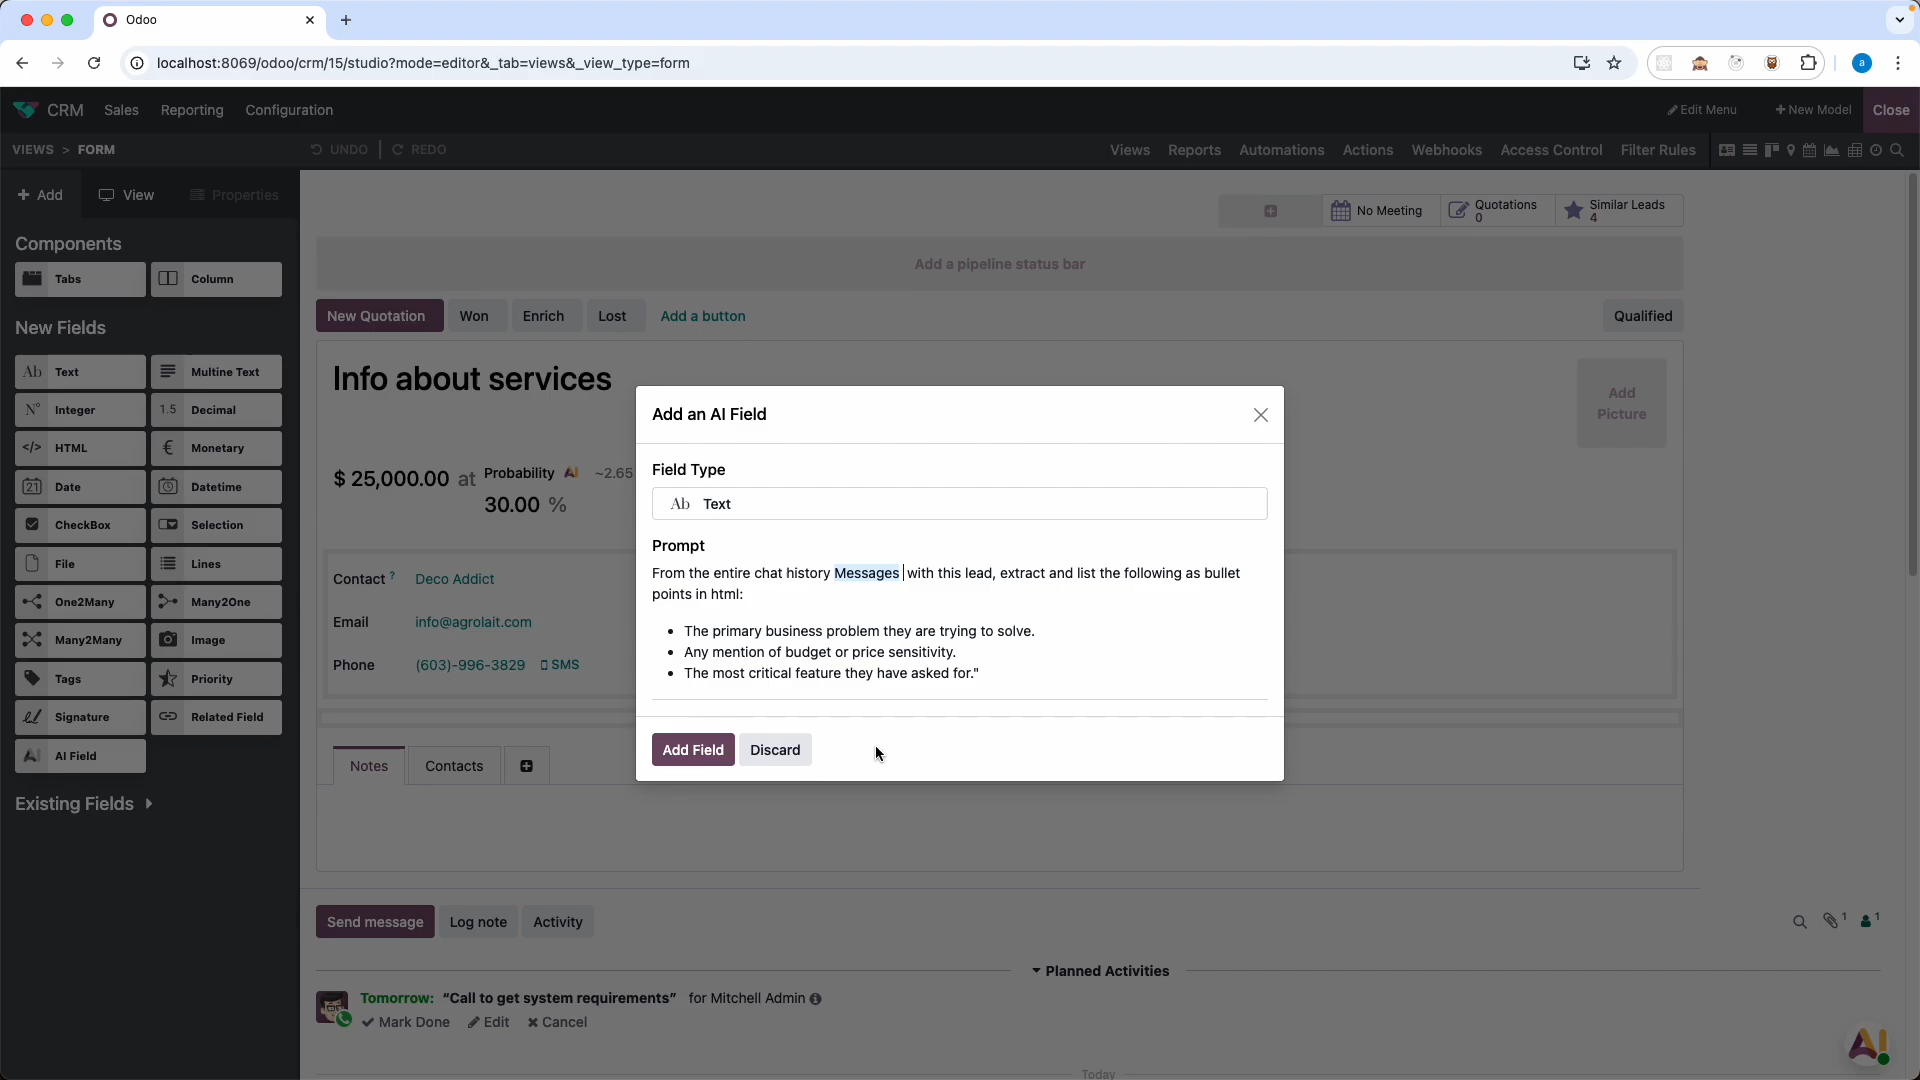 Odoo
localhost:8069/odoo/crm/15/studio?mode=editor&_tab=views&_view_type=form
a
CRM Sales Reporting Configuration
Edit Menu +New Model Close
VIEWS > FORM
UNDO REDO
Views Reports Automations Actions Webhooks Access Control Filter Rules
+ Add View Properties
Components
Tabs Column
New Fields
Ab Text Multine Text
N° Integer 1.5 Decimal
</> HTML € Monetary
21 Date Datetime
CheckBox Selection
File Lines
One2Many Many2One
Many2Many Image
Tags Priority
Signature Related Field
AI AI Field
Existing Fields
No Meeting
Quotations
0
Similar Leads
4
Add a pipeline status bar
New Quotation Won Enrich Lost Add a button Qualified
Info about services
Add
Picture
$ 25,000.00 at Probability AI ~2.65
30.00 %
Contact ? Deco Addict
Email info@agrolait.com
Phone (603)-996-3829 SMS
Notes Contacts
Add an AI Field
Field Type
Ab Text
Prompt
From the entire chat history Messages with this lead, extract and list the following as bullet
points in html:
• The primary business problem they are trying to solve.
• Any mention of budget or price sensitivity.
• The most critical feature they have asked for."
Add Field Discard
Send message Log note Activity
1 1
Planned Activities
Tomorrow: “Call to get system requirements” for Mitchell Admin
Mark Done Edit Cancel
AI
Today